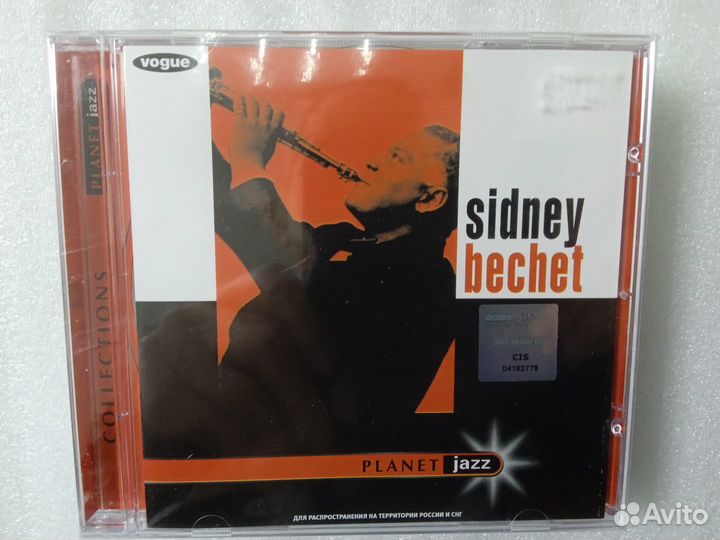 vogue
PLANET jazz
COLLECTIONS
sidney
bechet
CIS
04192778
PLANET jazz
ДЛЯ РАСПРОСТРАНЕНИЯ НА ТЕРРИТОРИИ РОССИИ И СНГ
Avito